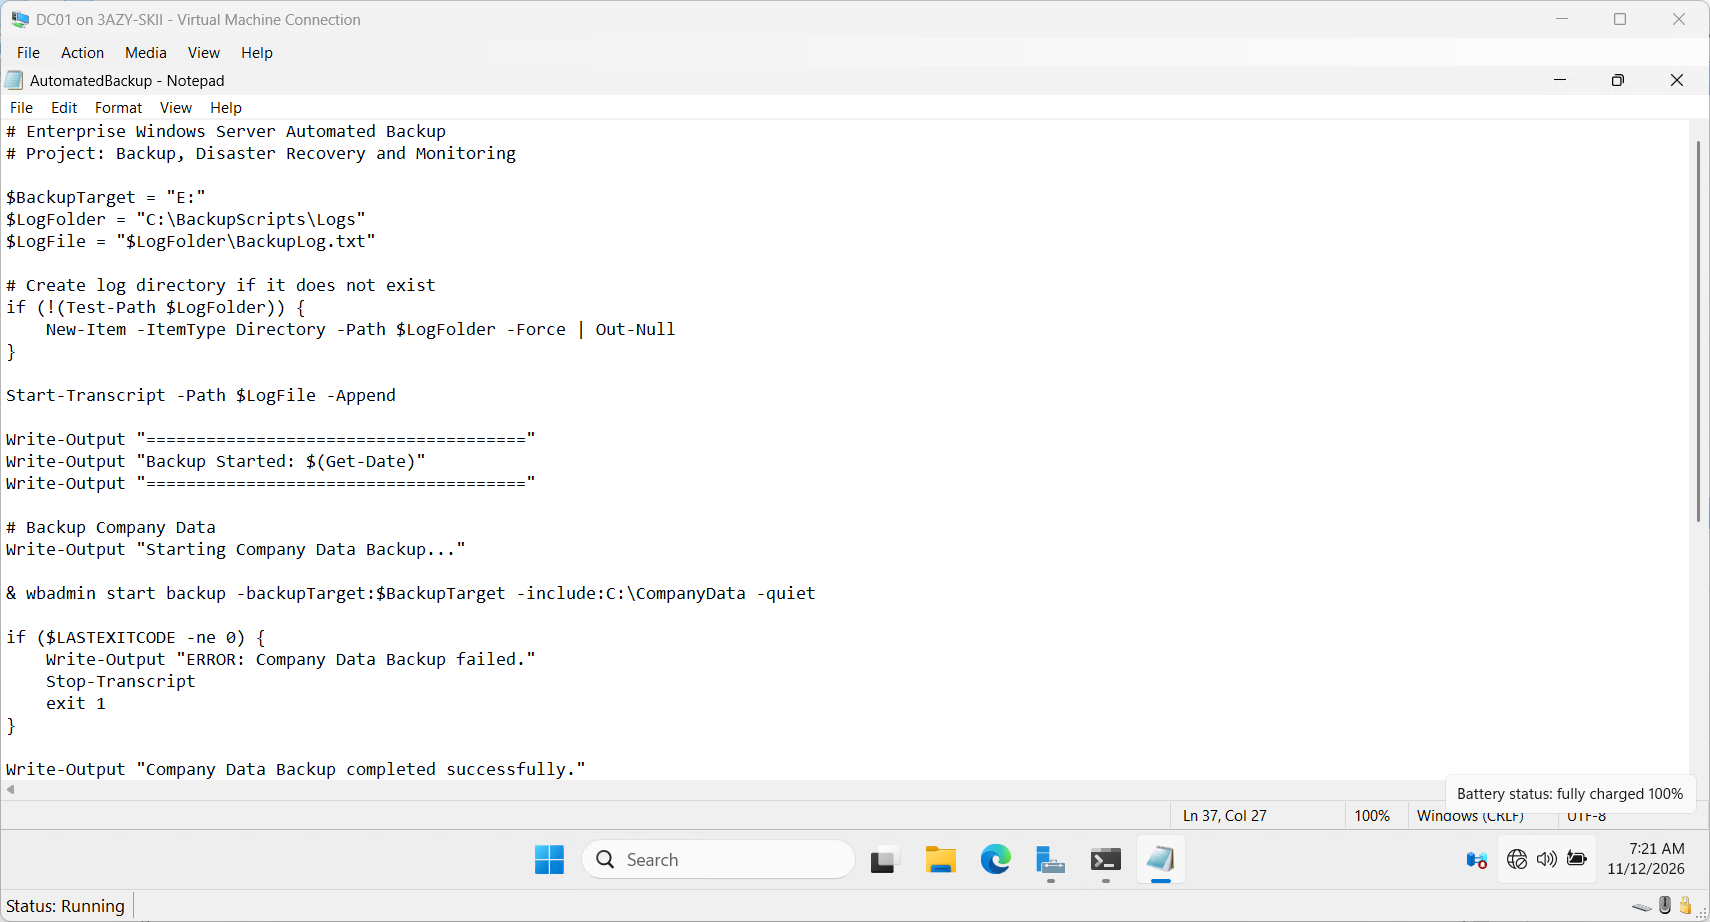 DC01 on 3AZY-SKII - Virtual Machine Connection
File Action Media View Help
AutomatedBackup - Notepad
File Edit Format View Help
# Enterprise Windows Server Automated Backup
# Project: Backup, Disaster Recovery and Monitoring
$BackupTarget = "E:"
$LogFolder = "C:\BackupScripts\Logs"
$LogFile = "$LogFolder\BackupLog.txt"
# Create log directory if it does not exist
if (!(Test-Path $LogFolder)) {
    New-Item -ItemType Directory -Path $LogFolder -Force | Out-Null
}
Start-Transcript -Path $LogFile -Append
Write-Output "======================================"
Write-Output "Backup Started: $(Get-Date)"
Write-Output "======================================"
# Backup Company Data
Write-Output "Starting Company Data Backup..."
& wbadmin start backup -backupTarget:$BackupTarget -include:C:\CompanyData -quiet
if ($LASTEXITCODE -ne 0) {
    Write-Output "ERROR: Company Data Backup failed."
    Stop-Transcript
    exit 1
}
Write-Output "Company Data Backup completed successfully."
Battery status: fully charged 100%
Ln 37, Col 27 100% Windows (CRLF) UTF-8
Search
7:21 AM
11/12/2026
Status: Running